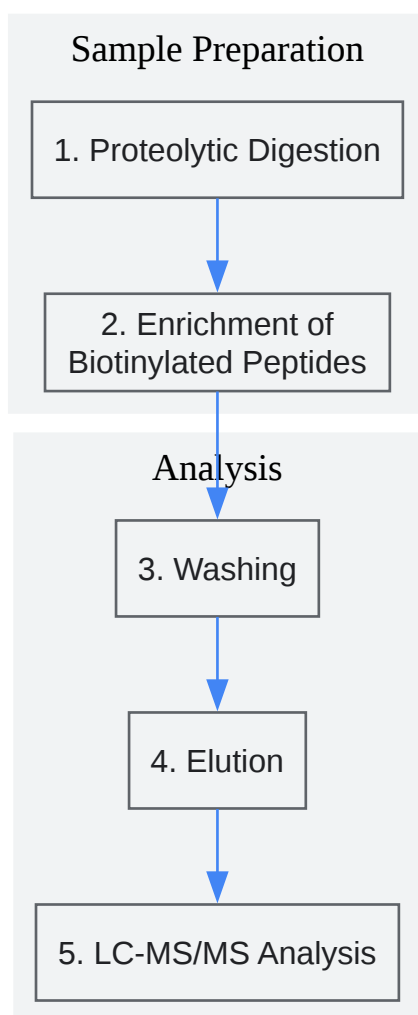 Sample Preparation
1. Proteolytic Digestion
2. Enrichment of
Biotinylated Peptides
Analysis
3. Washing
4. Elution
5. LC-MS/MS Analysis